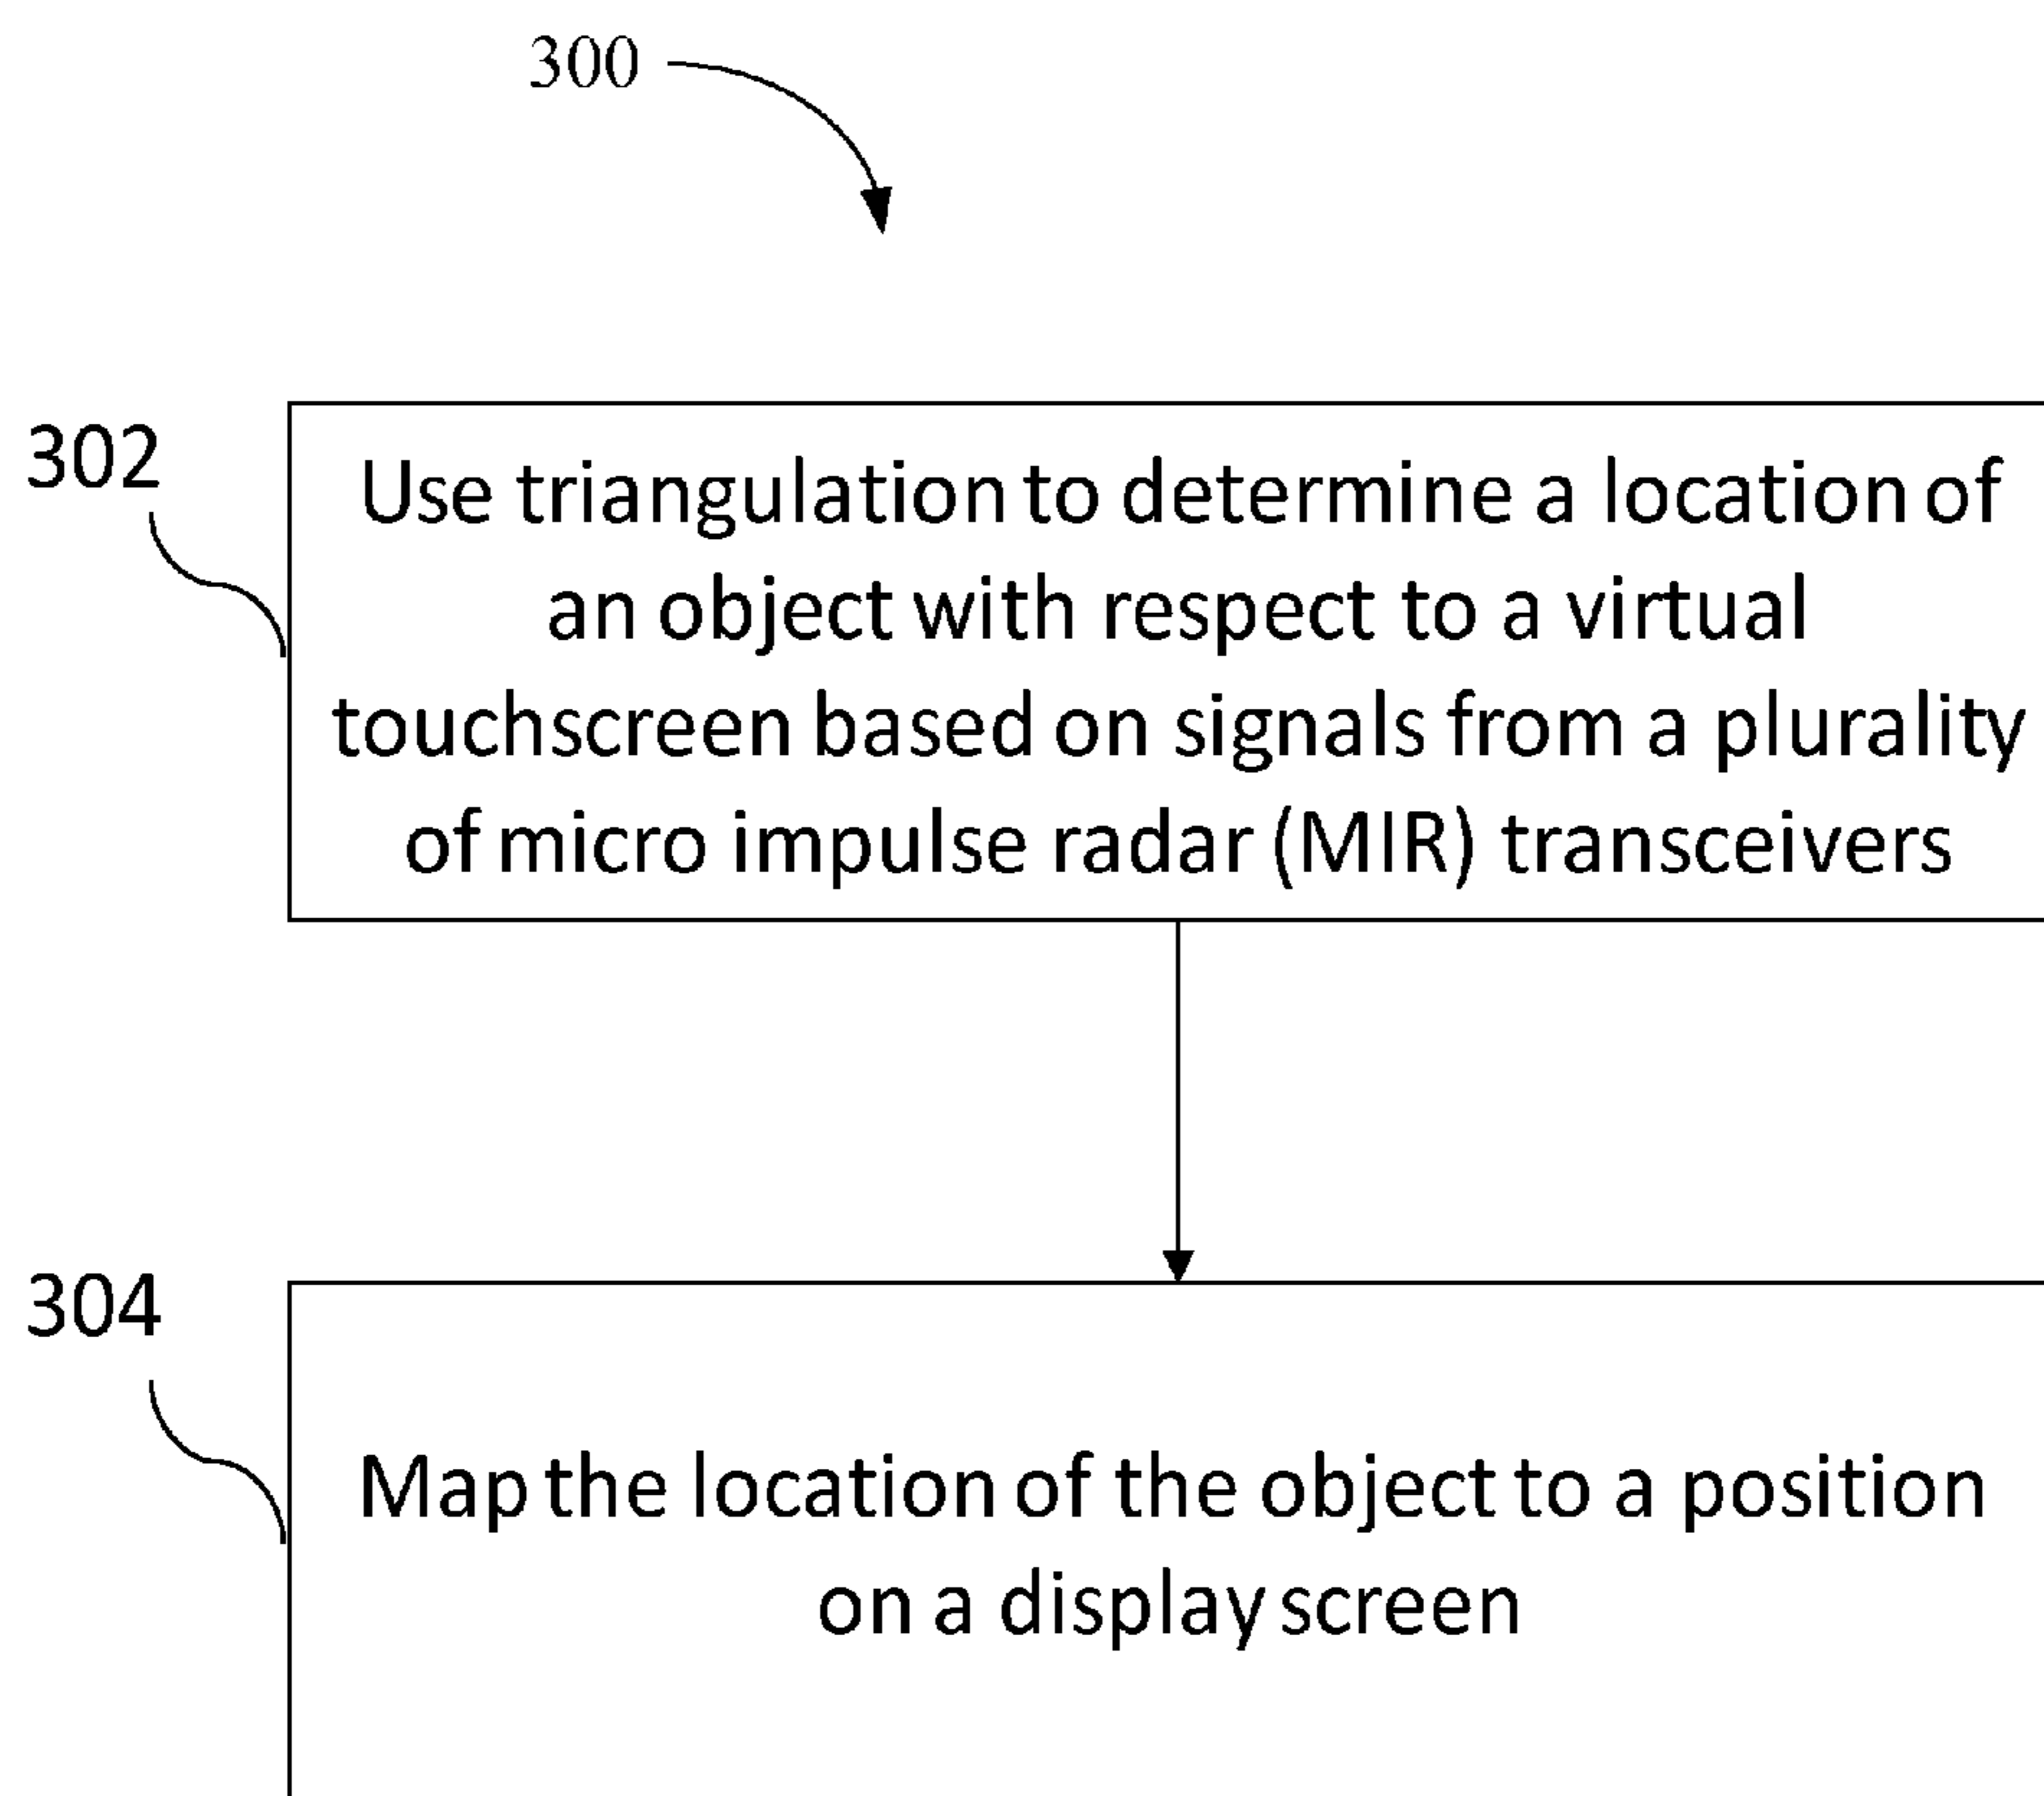 300
302
Use triangulation to determine a location of
an object with respect to a virtual
touchscreen based on signals from a plurality
of micro impulse radar (MIR) transceivers
304
Map the location of the object to a position
on a display screen